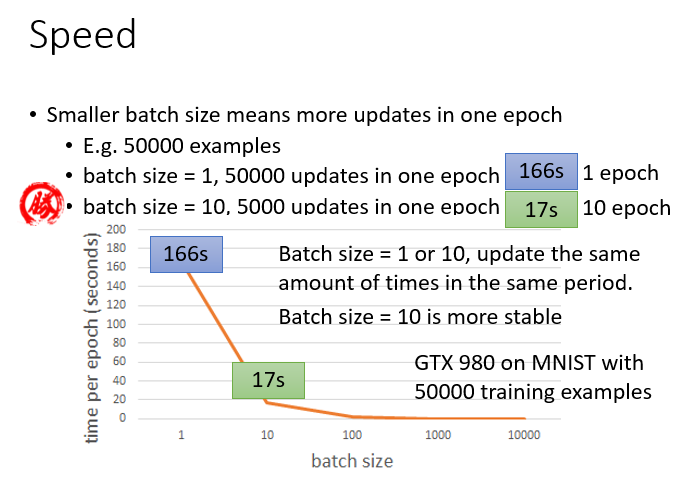 Speed
• Smaller batch size means more updates in one epoch
• E.g. 50000 examples
• batch size = 1, 50000 updates in one epoch 166s 1 epoch
• batch size = 10, 5000 updates in one epoch 17s 10 epoch
166s
17s
Batch size = 1 or 10, update the same
amount of times in the same period.
Batch size = 10 is more stable
GTX 980 on MNIST with
50000 training examples
time per epoch (seconds)
200
180
160
140
120
100
80
60
40
20
0
1 10 100 1000 10000
batch size